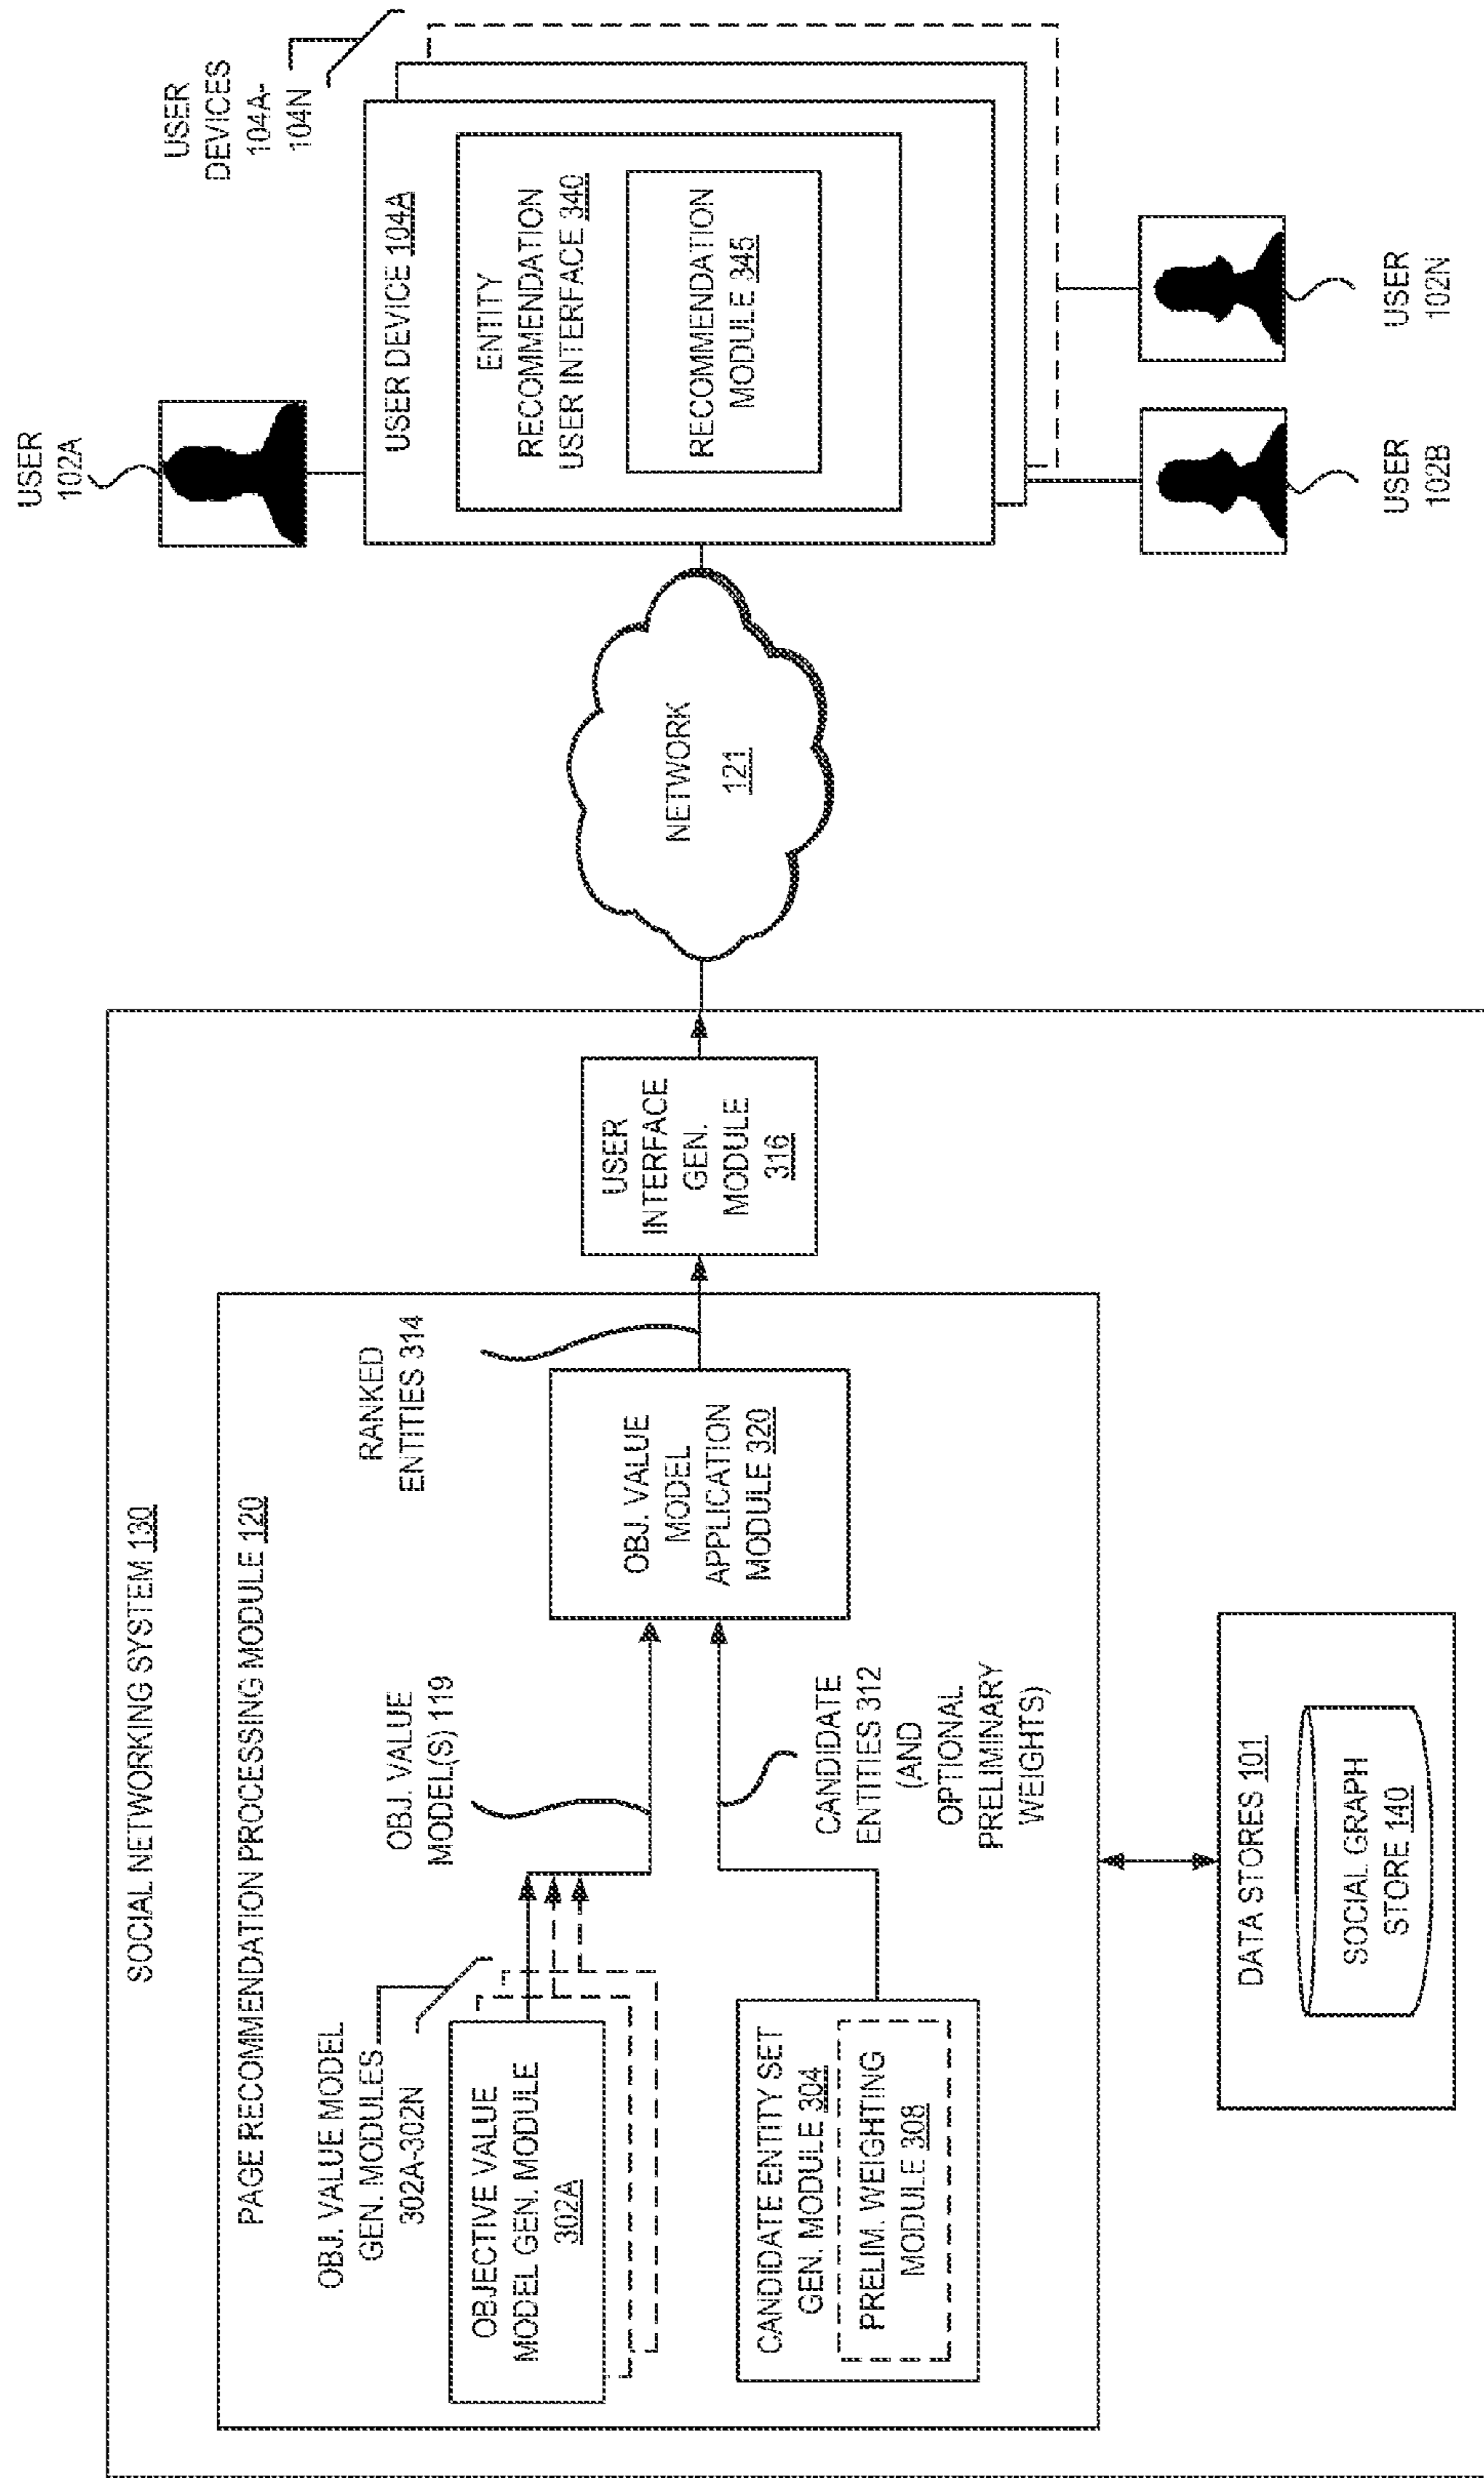 SOCIAL NETWORKING SYSTEM 130
PAGE RECOMMENDATION PROCESSING MODULE 120
OBJ. VALUE MODEL
GEN. MODULES
302A-302N
OBJECTIVE VALUE
MODEL GEN. MODULE
302A
CANDIDATE ENTITY SET
GEN. MODULE 304
PRELIM. WEIGHTING
MODULE 308
OBJ. VALUE
MODEL(S) 119
CANDIDATE
ENTITIES 312
(AND
OPTIONAL
PRELIMINARY
WEIGHTS)
OBJ. VALUE
MODEL
APPLICATION
MODULE 320
RANKED
ENTITIES 314
USER
INTERFACE
GEN.
MODULE
316
DATA STORES 101
SOCIAL GRAPH
STORE 140
NETWORK
121
USER
102A
USER
DEVICES
104A-
104N
USER DEVICE 104A
ENTITY
RECOMMENDATION
USER INTERFACE 340
RECOMMENDATION
MODULE 345
USER
102B
USER
102N